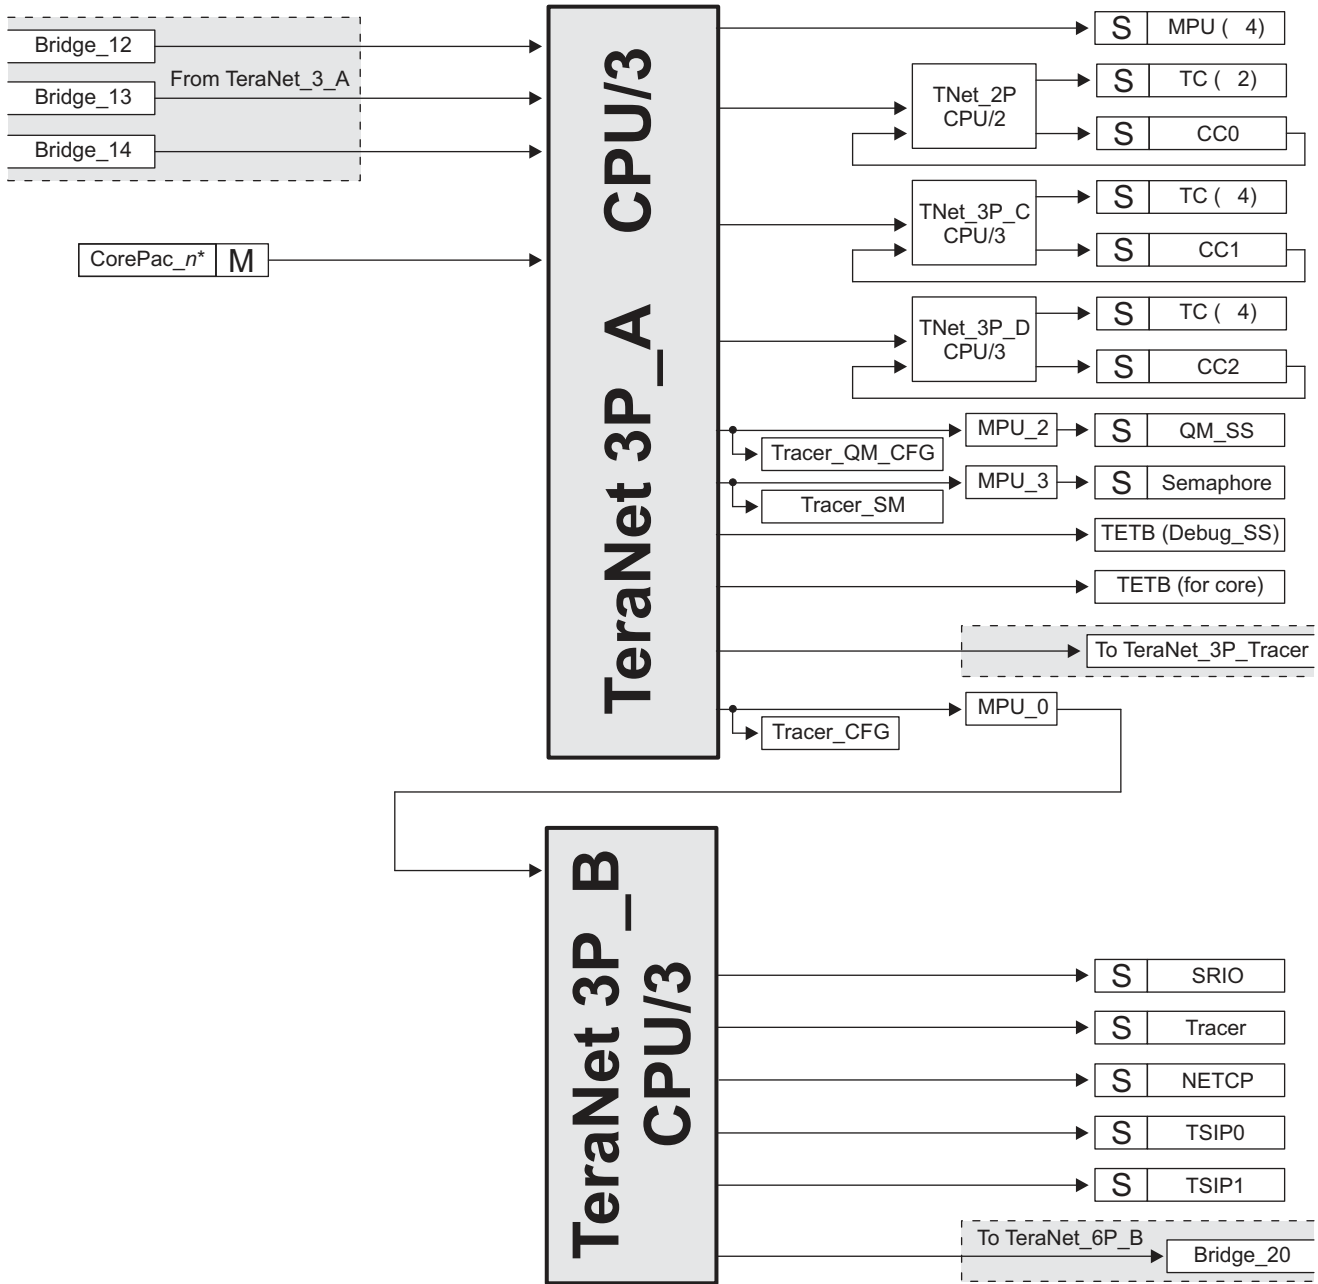 Bridge_12
From TeraNet_3_A
Bridge_13
Bridge_14
CorePac_n* M
TeraNet 3P_A CPU/3
S MPU ( 4)
TNet_2P
CPU/2
S TC ( 2)
S CC0
TNet_3P_C
CPU/3
S TC ( 4)
S CC1
TNet_3P_D
CPU/3
S TC ( 4)
S CC2
MPU_2 S QM_SS
Tracer_QM_CFG
MPU_3 S Semaphore
Tracer_SM
TETB (Debug_SS)
TETB (for core)
To TeraNet_3P_Tracer
MPU_0
Tracer_CFG
TeraNet 3P_B
CPU/3
S SRIO
S Tracer
S NETCP
S TSIP0
S TSIP1
To TeraNet_6P_B
Bridge_20